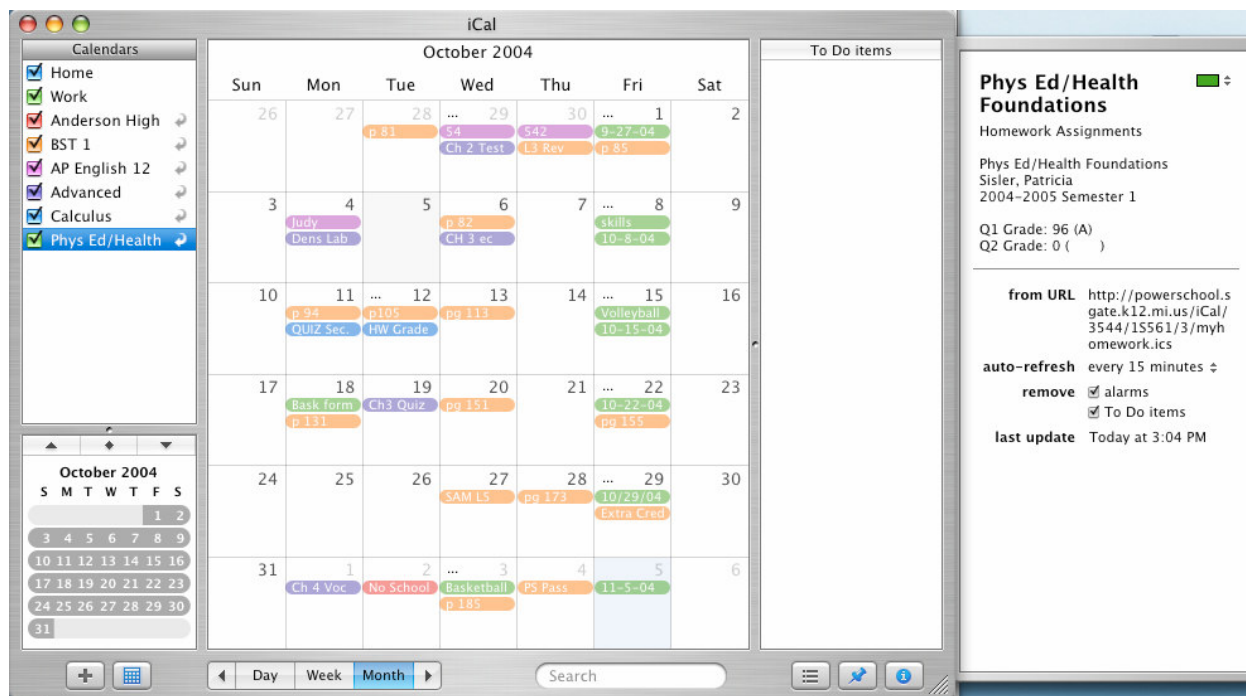 iCal
Calendars
Home
Work
Anderson High
BST 1
AP English 12
Advanced
Calculus
Phys Ed/Health
October 2004
S M T W T F S
1 2
3 4 5 6 7 8 9
10 11 12 13 14 15 16
17 18 19 20 21 22 23
24 25 26 27 28 29 30
31
October 2004
Sun Mon Tue Wed Thu Fri Sat
26 27 28 ... 29 30 ... 1 2
p 81 54 542 9-27-04
Ch 2 Test L3 Rev p 85
3 4 5 6 7 ... 8 9
Judy p 82 skills
Dens Lab CH 3 ec 10-8-04
10 11 ... 12 13 14 ... 15 16
p 94 p105 pg 113 Volleyball
QUIZ Sec. HW Grade 10-15-04
17 18 19 20 21 ... 22 23
Bask form Ch3 Quiz pg 151 10-22-04
p 131 pg 155
24 25 26 27 28 ... 29 30
SAM L5 pg 173 10/29/04
Extra Cred
31 1 2 ... 3 4 5 6
Ch 4 Voc No School Basketball PS Pass 11-5-04
p 185
Day Week Month
Search
To Do items
Phys Ed/Health
Foundations
Homework Assignments
Phys Ed/Health Foundations
Sisler, Patricia
2004-2005 Semester 1
Q1 Grade: 96 (A)
Q2 Grade: 0 ( )
from URL http://powerschool.s
gate.k12.mi.us/iCal/
3544/15561/3/myh
omework.ics
auto-refresh every 15 minutes
remove alarms
To Do items
last update Today at 3:04 PM